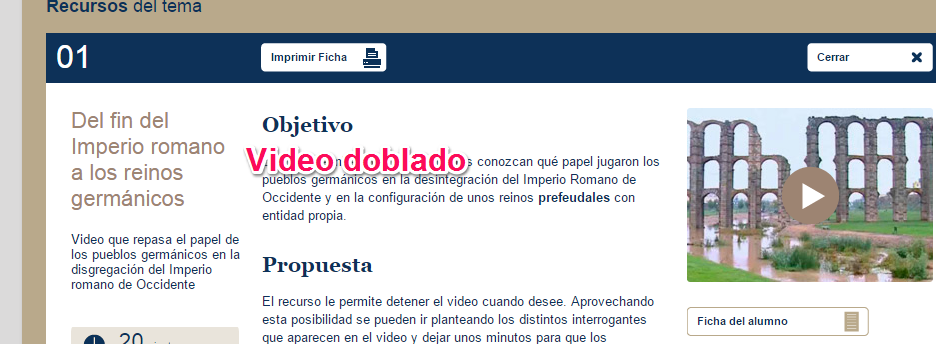 Recursos del tema
01
Imprimir Ficha
Cerrar
Del fin del
Imperio romano
a los reinos
germánicos
Video que repasa el papel de
los pueblos germánicos en la
disgregación del Imperio
romano de Occidente
20
Objetivo
Video doblado
conozcan qué papel jugaron los
pueblos germánicos en la desintegración del Imperio Romano de
Occidente y en la configuración de unos reinos prefeudales con
entidad propia.
Propuesta
El recurso le permite detener el video cuando desee. Aprovechando
esta posibilidad se pueden ir planteando los distintos interrogantes
que aparecen en el video y dejar unos minutos para que los
Ficha del alumno